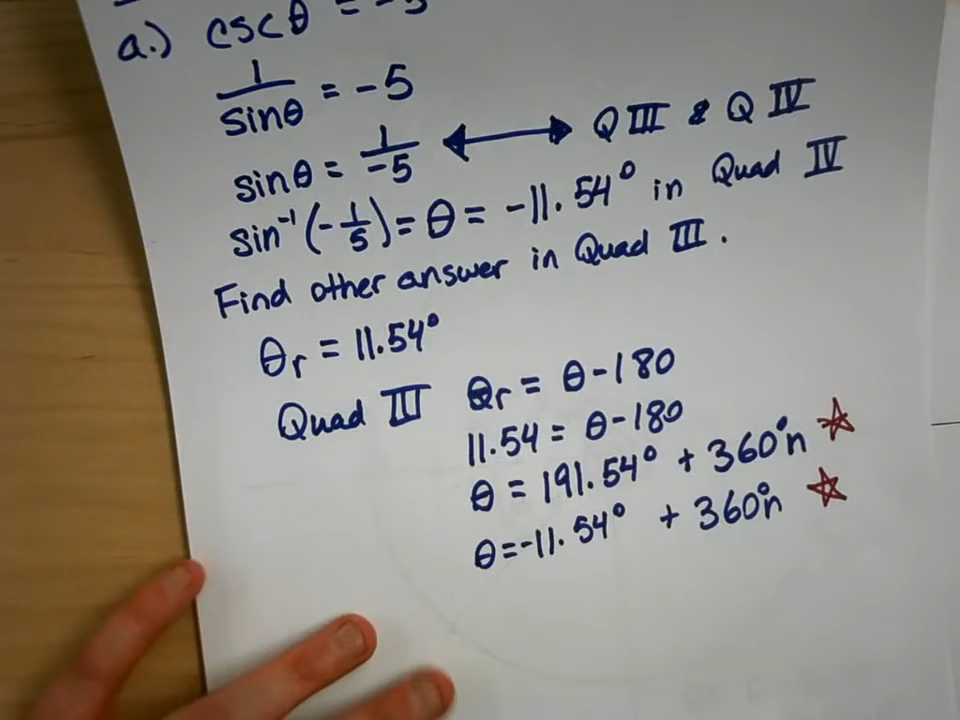 a.) cscθ = -5
1/sinθ = -5
sinθ = 1/-5 ↔ Q III & Q IV
sin⁻¹(-1/5) = θ = -11.54° in Quad IV
Find other answer in Quad III.
θr = 11.54°
Quad III θr = θ-180
11.54 = θ-180
θ = 191.54° + 360°n ☆
θ = -11.54° + 360°n ☆